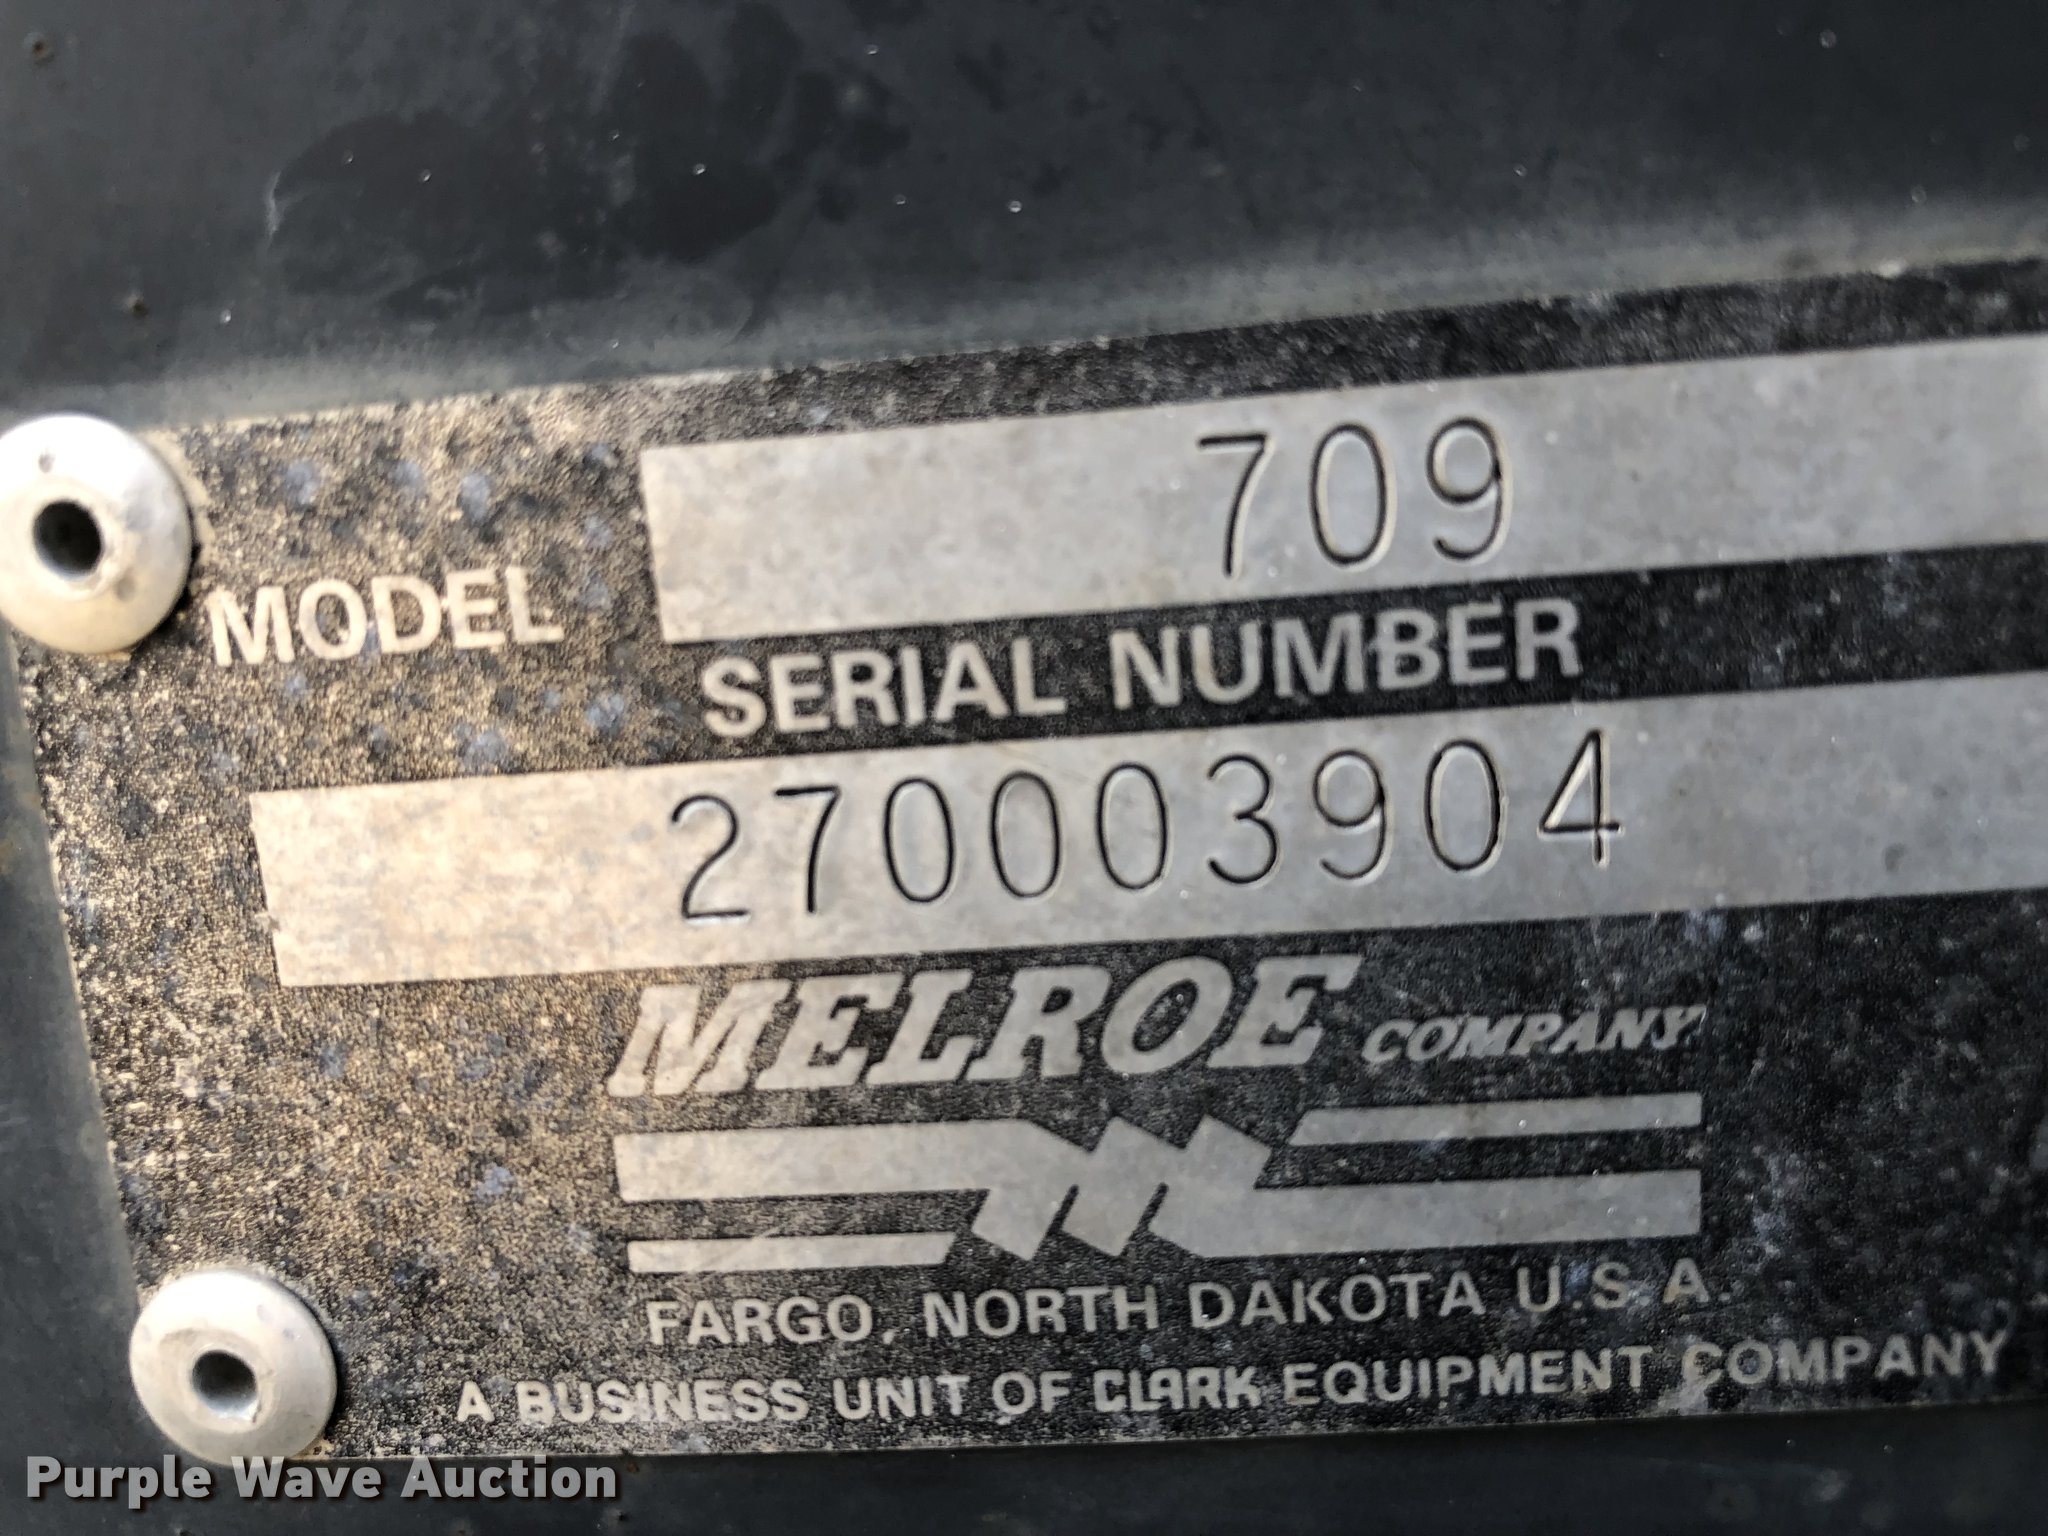 709
MODEL
SERIAL NUMBER
270003904
MELROE COMPANY
FARGO, NORTH DAKOTA U.S.A.
A BUSINESS UNIT OF CLARK EQUIPMENT COMPANY
Purple Wave Auction